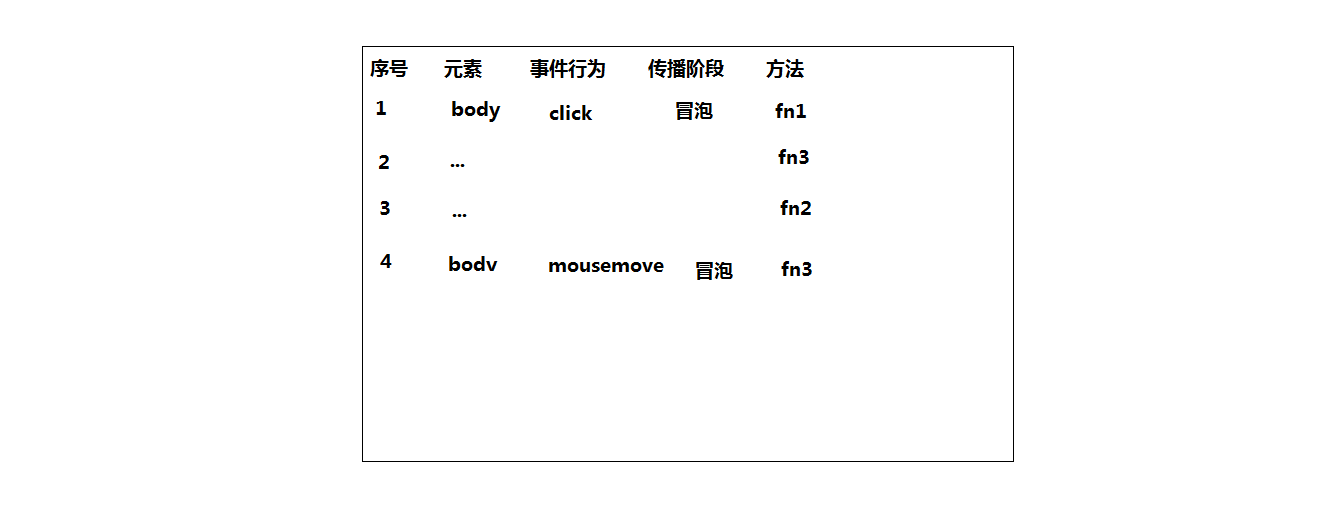 序号 元素 事件行为 传播阶段 方法
1 body click 冒泡 fn1
2 ... fn3
3 ... fn2
4 bodv mousemove 冒泡 fn3